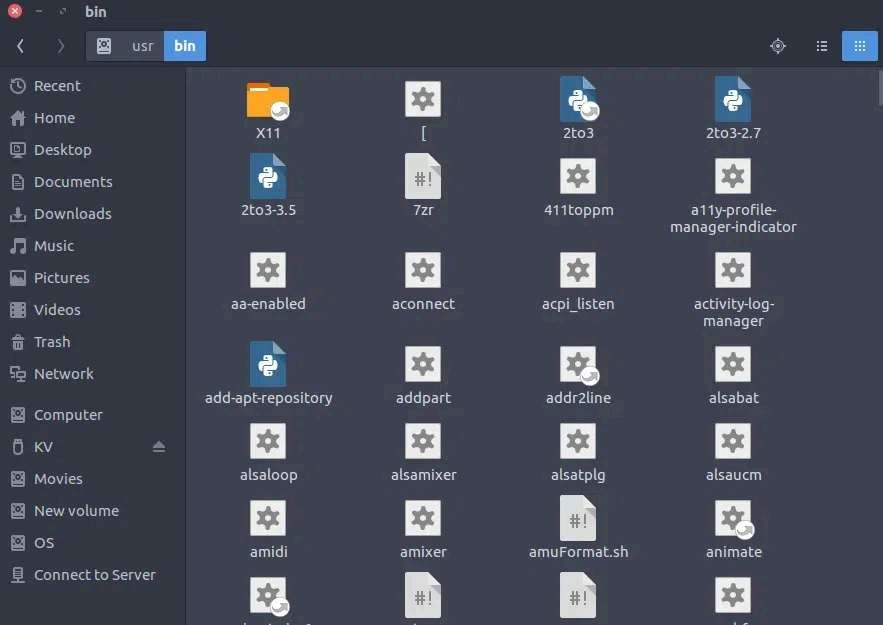 bin
usr
bin
Recent
Home
Desktop
Documents
Downloads
Music
Pictures
Videos
Trash
Network
Computer
KV
Movies
New volume
OS
Connect to Server
X11
[
2to3
2to3-2.7
2to3-3.5
#!
7zr
411toppm
a11y-profile-
manager-indicator
aa-enabled
aconnect
acpi_listen
activity-log-
manager
add-apt-repository
addpart
addr2line
alsabat
alsaloop
alsamixer
alsatplg
alsaucm
amidi
amixer
#!
amuFormat.sh
animate
#!
#!